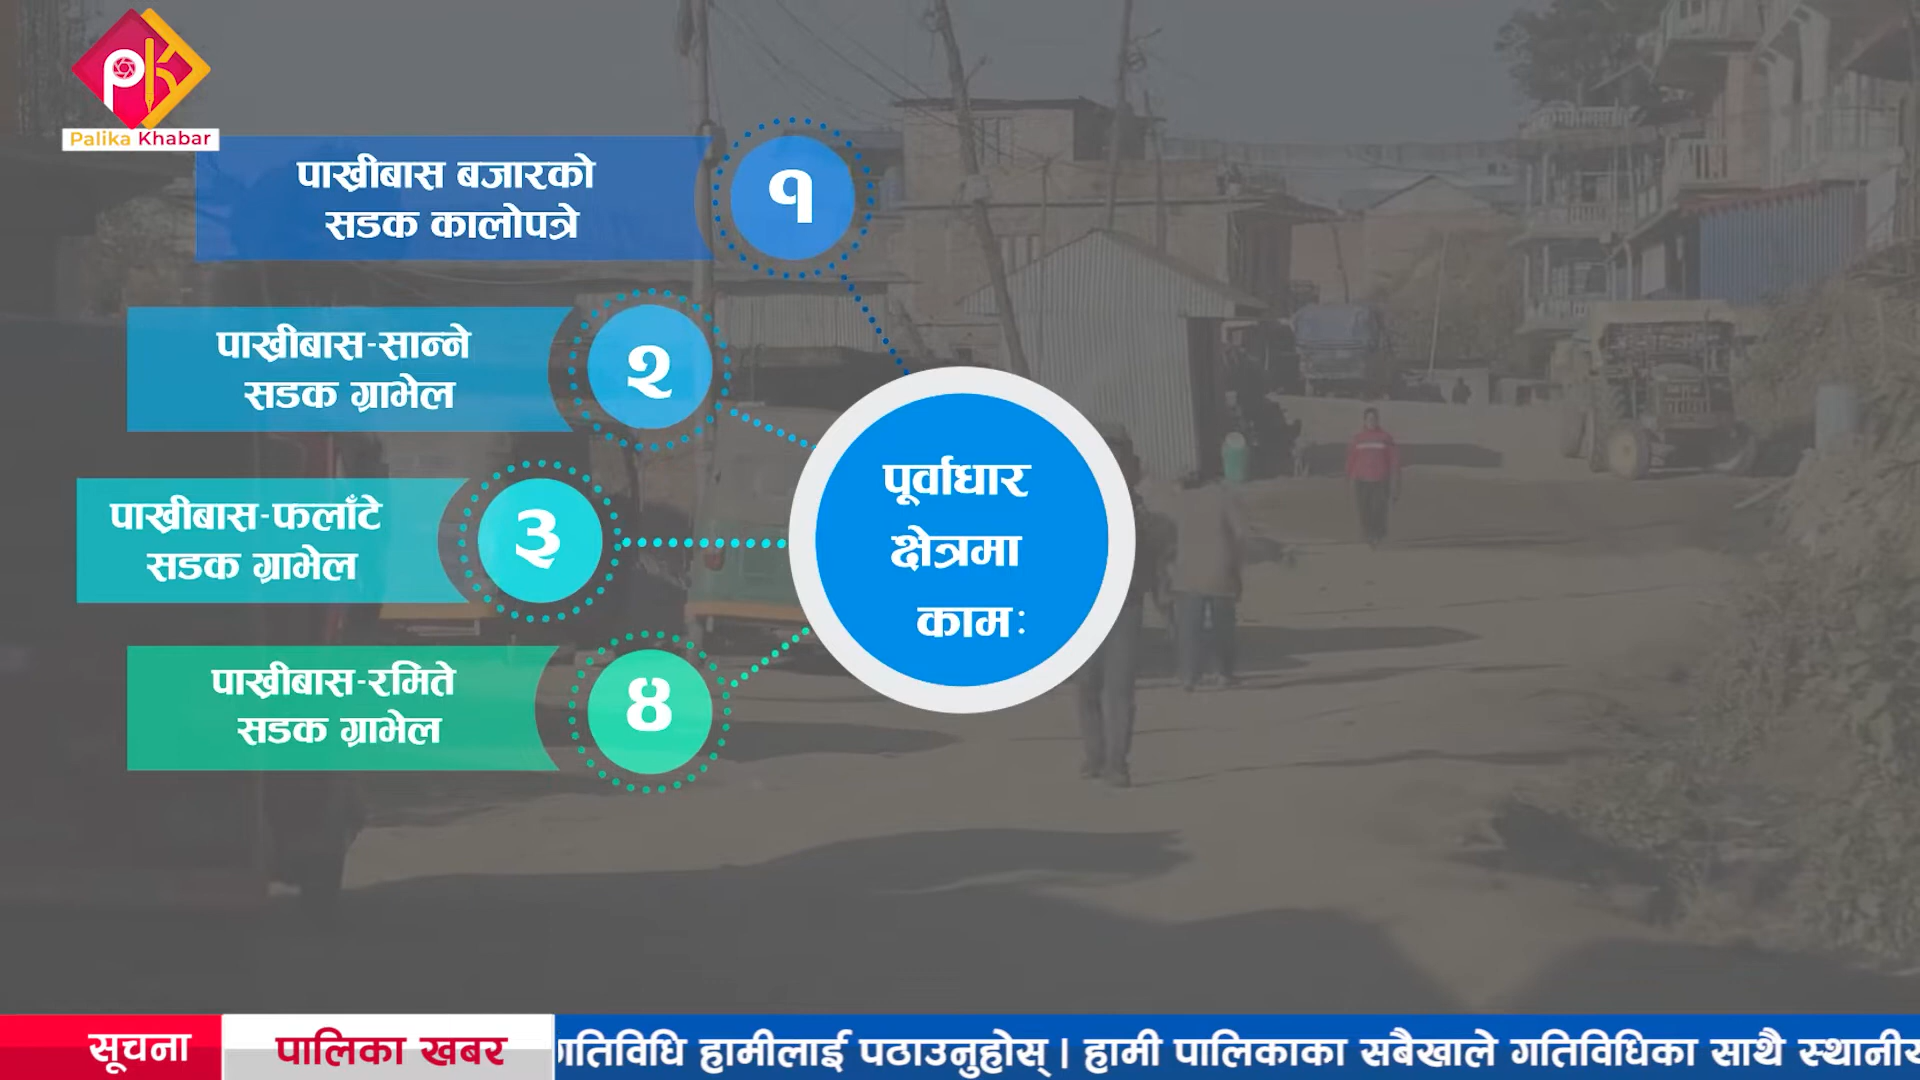 Palika Khabar
पाख्रीबास बजारको
सडक कालोपत्रे
१
पाख्रीबास-सान्ने
सडक ग्राभेल
२
पाख्रीबास-फलाँटे
सडक ग्राभेल
३
पाख्रीबास-रमिते
सडक ग्राभेल
४
पूर्वाधार
क्षेत्रमा
कामः
सूचना
पालिका खबर
गतिविधि हामीलाई पठाउनुहोस् । हामी पालिकाका सबैखाले गतिविधिका साथै स्थानीय